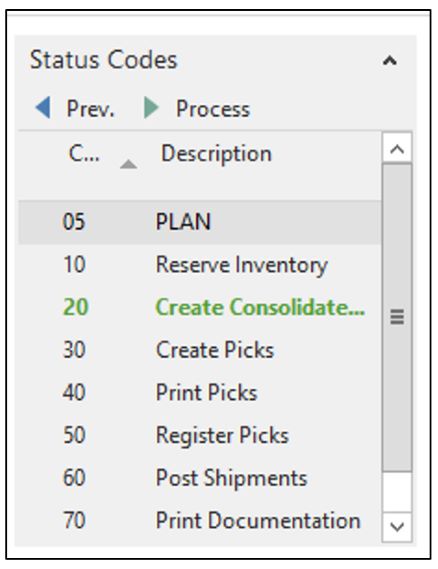 Status Codes
Prev. Process
C... Description
05 PLAN
10 Reserve Inventory
20 Create Consolidate...
30 Create Picks
40 Print Picks
50 Register Picks
60 Post Shipments
70 Print Documentation